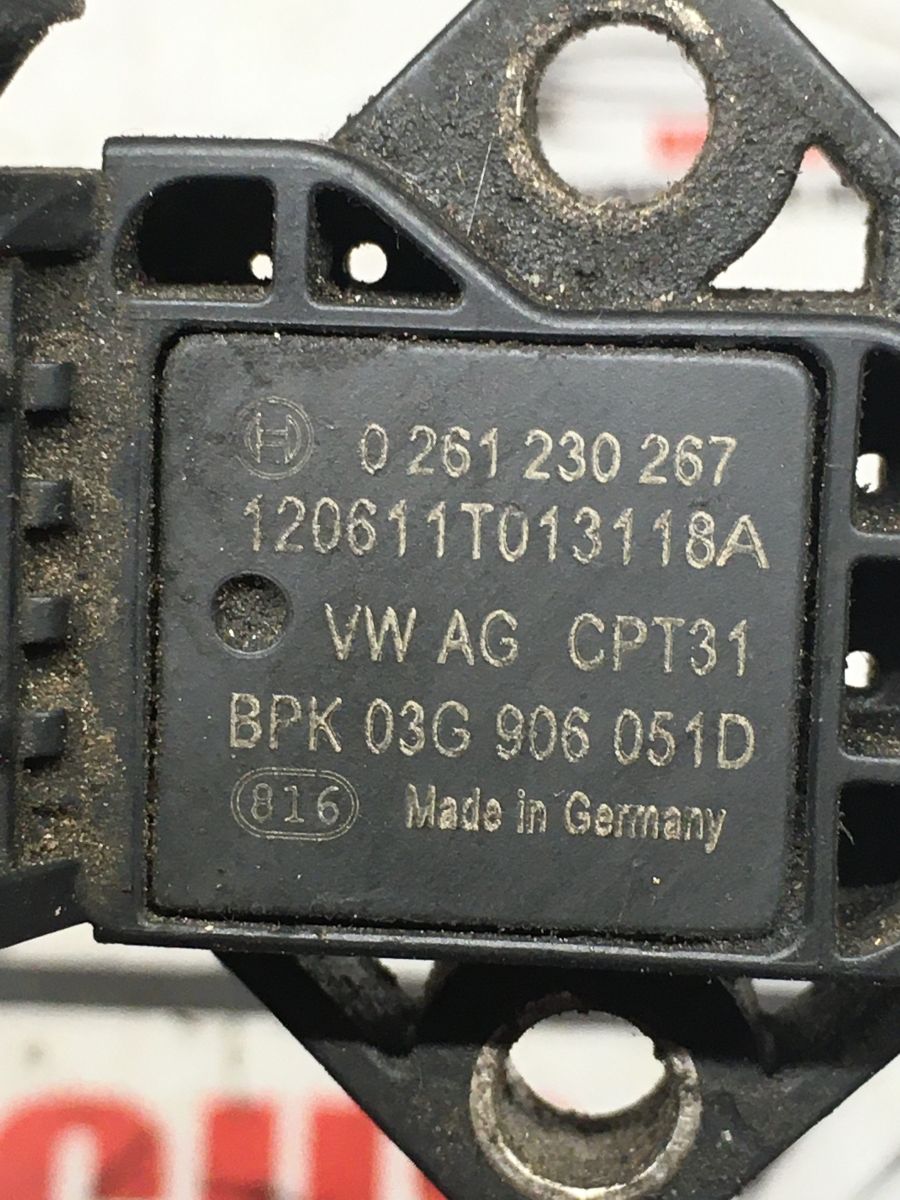 0 261 230 267
120611T013118A
VW AG CPT31
BPK 03G 906 051D
816 Made in Germany